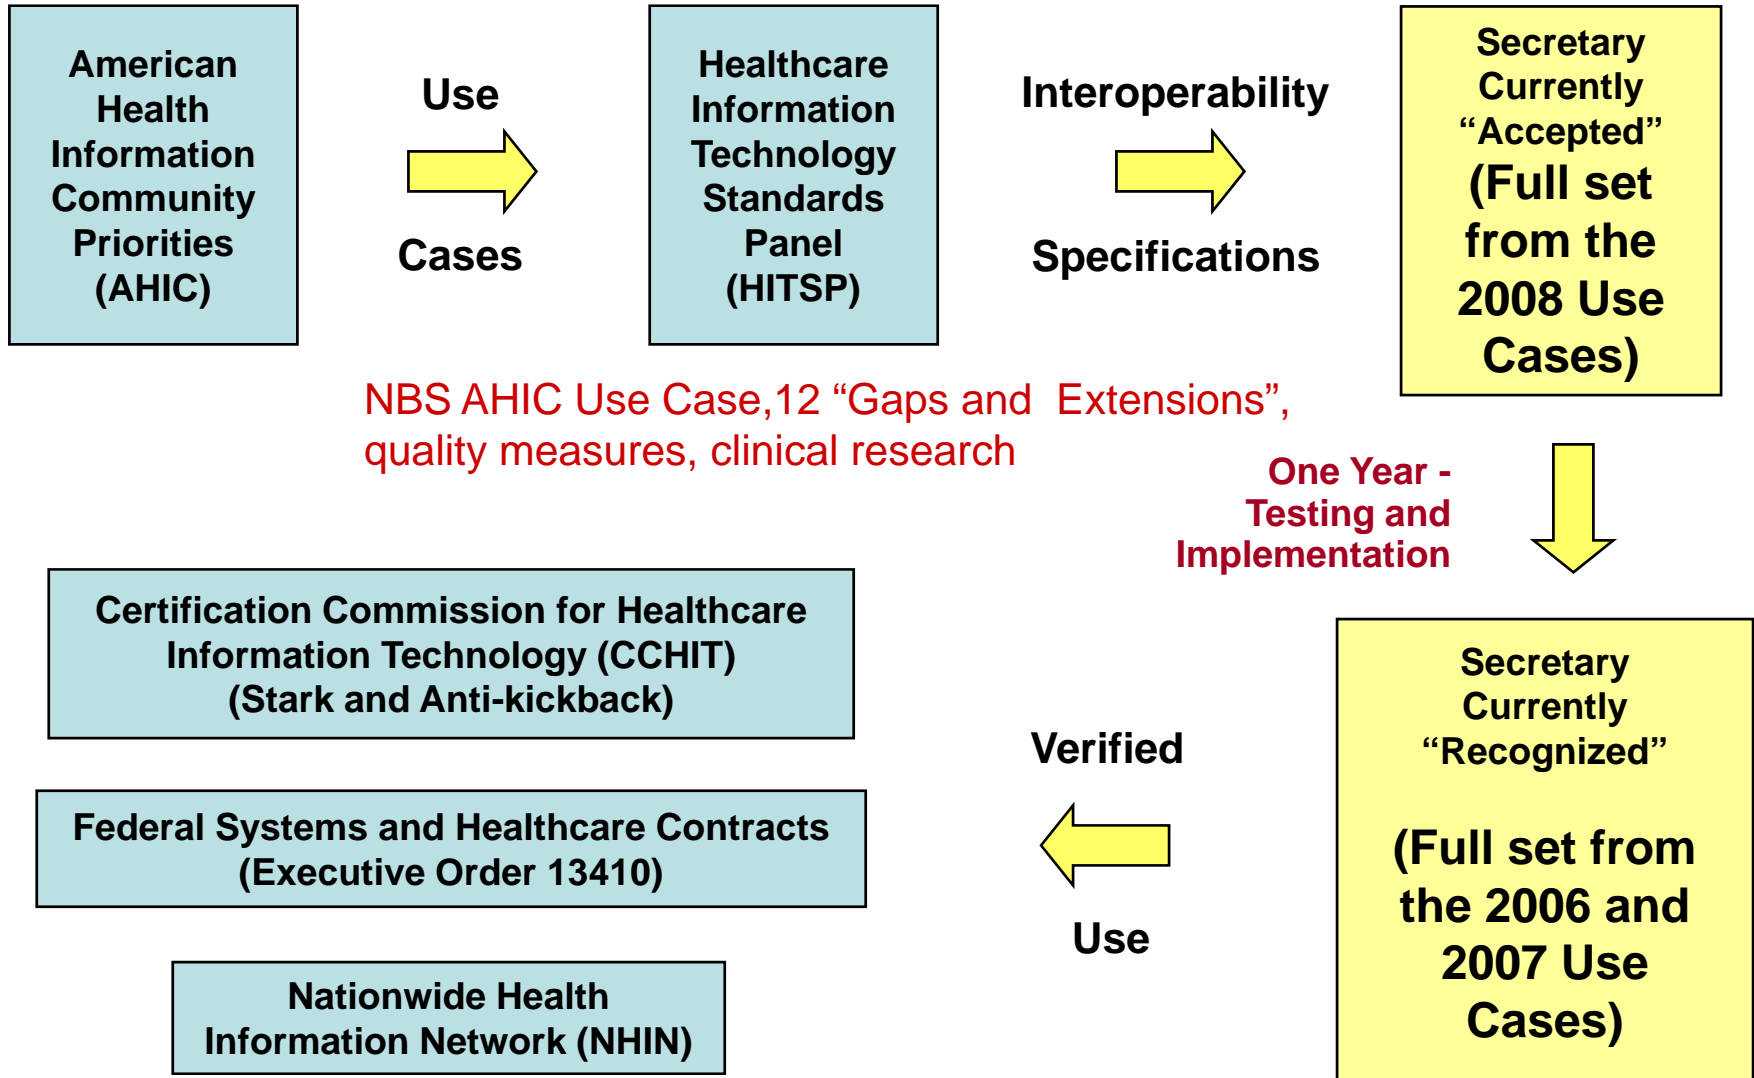 American
Health
Information
Community
Priorities
(AHIC)
Use
Cases
Healthcare
Information
Technology
Standards
Panel
(HITSP)
Interoperability
Specifications
Secretary
Currently
“Accepted”
(Full set
from the
2008 Use
Cases)
NBS AHIC Use Case,12 “Gaps and  Extensions”,
quality measures, clinical research
One Year -
Testing and
Implementation
Secretary
Currently
“Recognized”
(Full set from
the 2006 and
2007 Use
Cases)
Verified
Use
Certification Commission for Healthcare
Information Technology (CCHIT)
(Stark and Anti-kickback)
Federal Systems and Healthcare Contracts
(Executive Order 13410)
Nationwide Health
Information Network (NHIN)